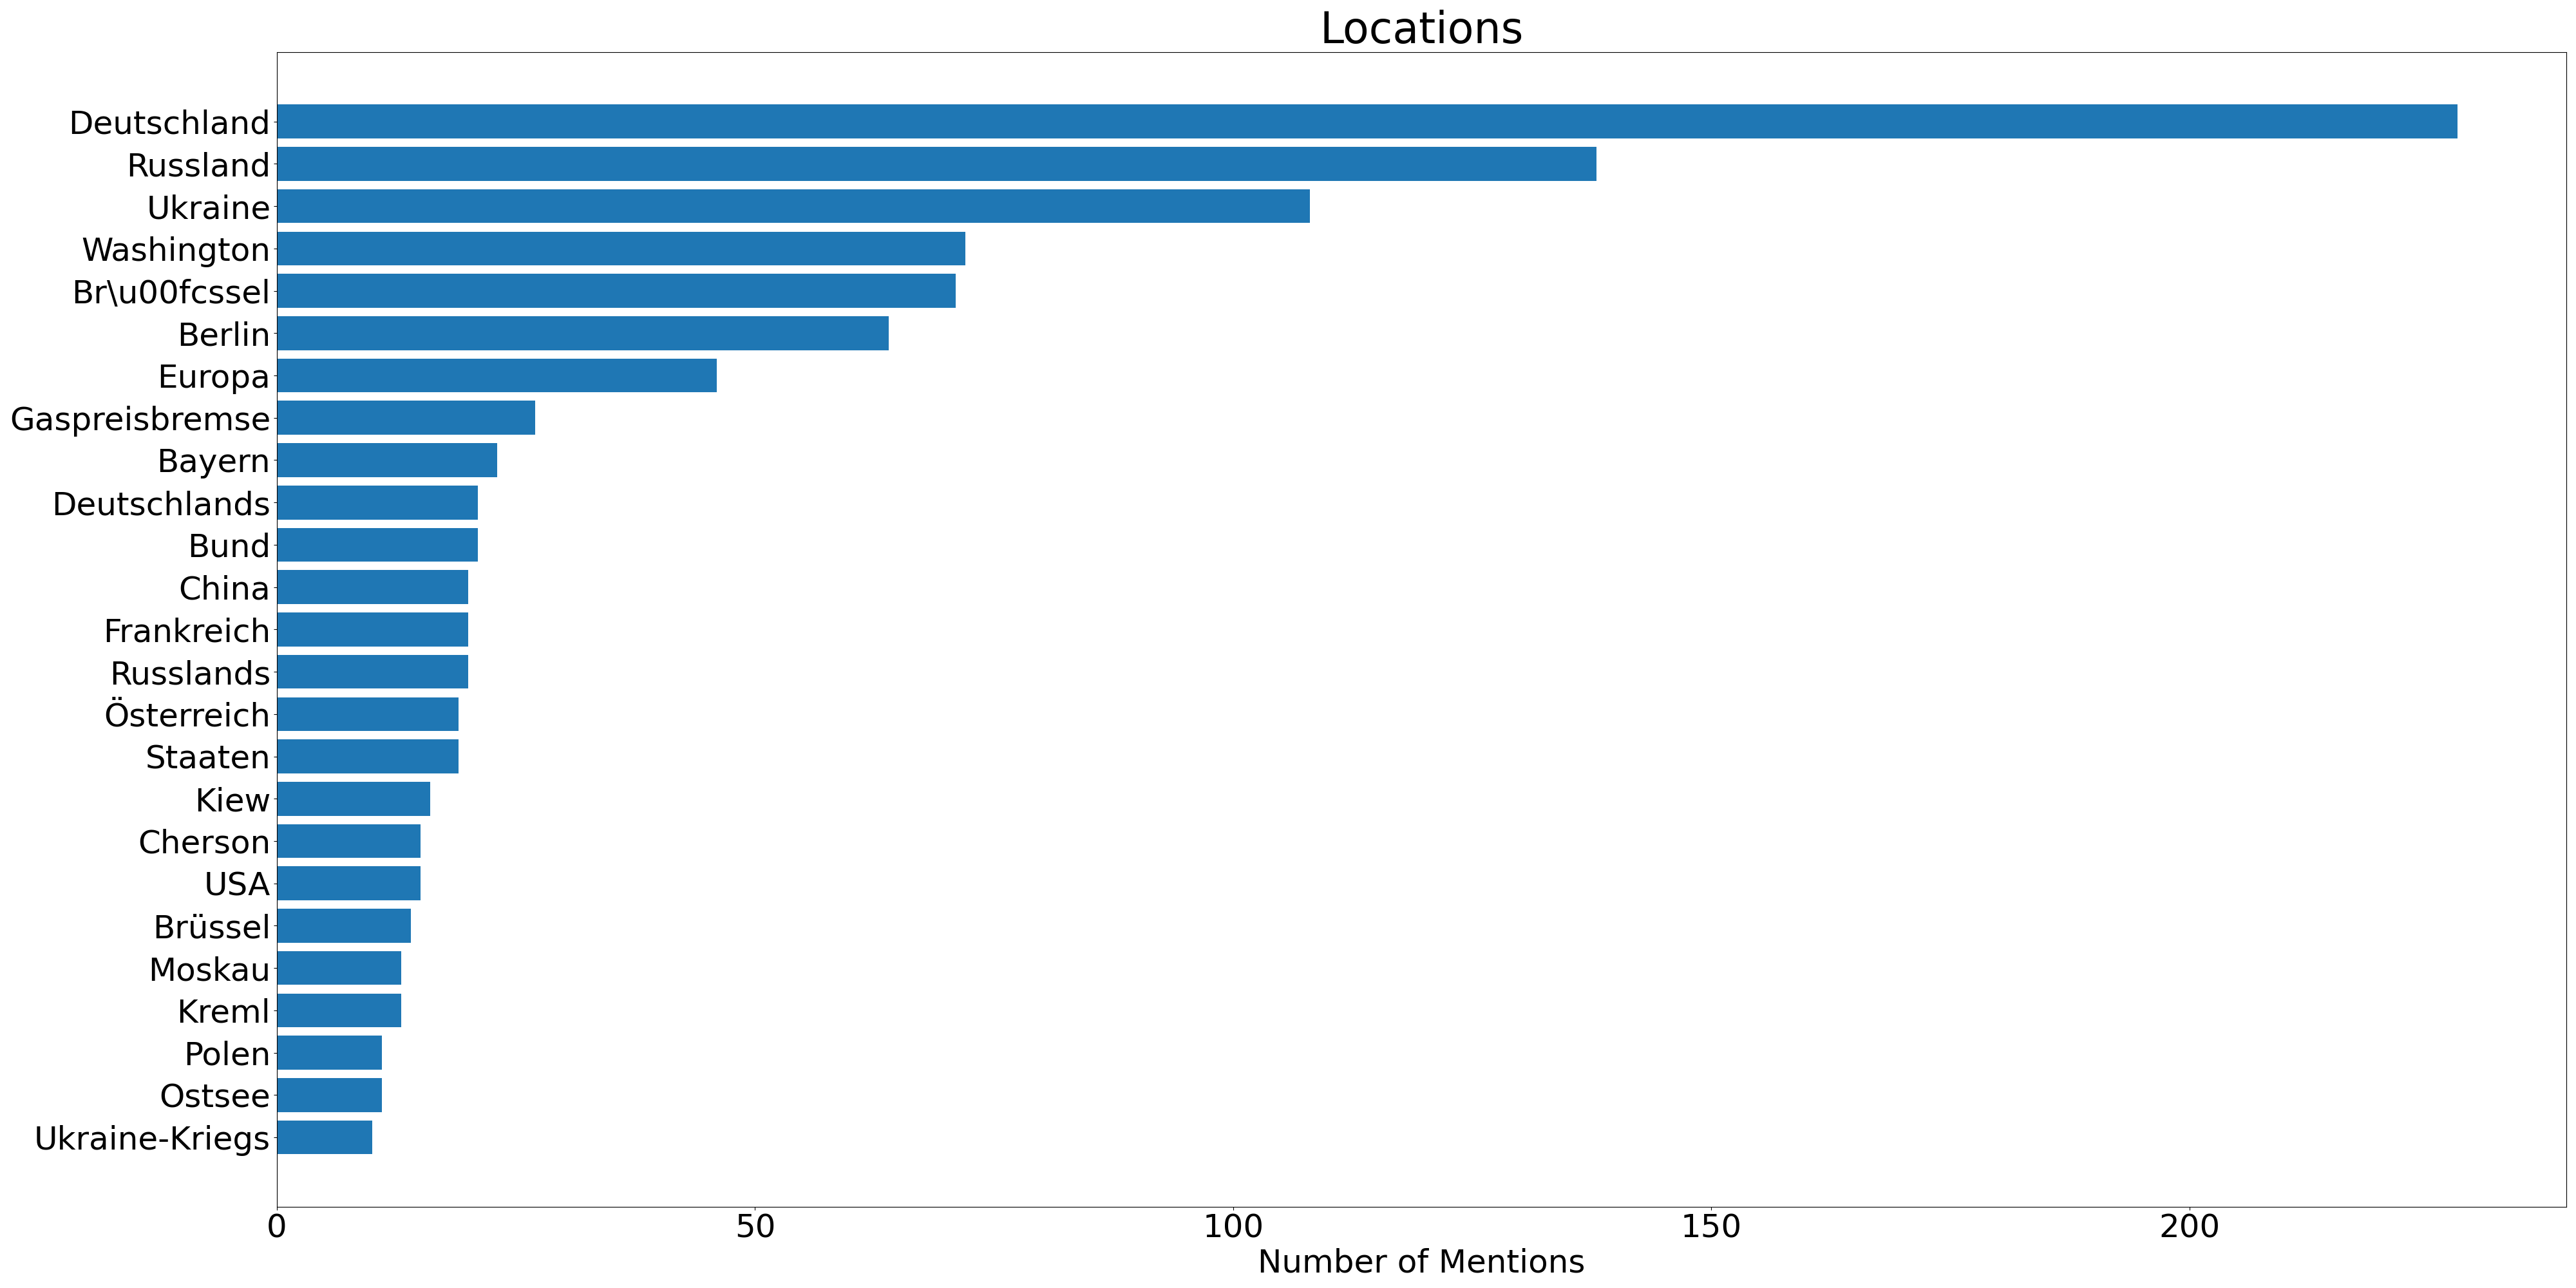 Locations
Deutschland
Russland
Ukraine
Washington
Br\u00fcssel
Berlin
Europa
Gaspreisbremse
Bayern
Deutschlands
Bund
China
Frankreich
Russlands
Österreich
Staaten
Kiew
Cherson
USA
Brüssel
Moskau
Kreml
Polen
Ostsee
Ukraine-Kriegs
0 50 100 150 200
Number of Mentions